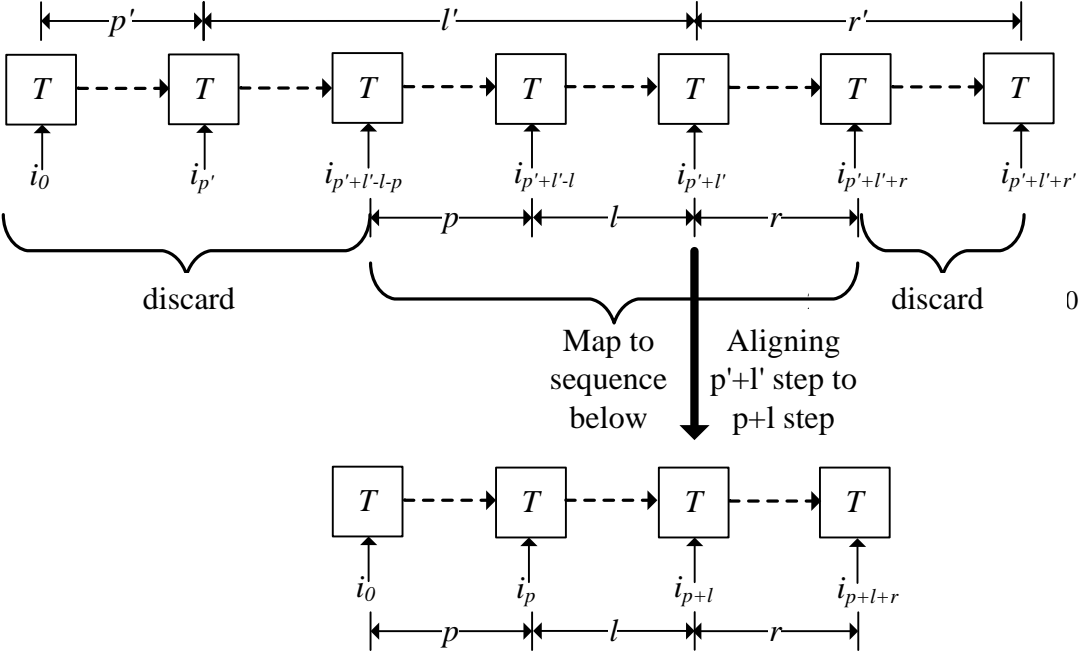 p' l' r'
T T T T T T T
i0 ip' ip'+l'-l-p ip'+l'-l ip'+l' ip'+l'+r ip'+l'+r'
p l r
discard discard 0
Map to Aligning
sequence p'+l' step to
below p+l step
T T T T
i0 ip ip+l ip+l+r
p l r